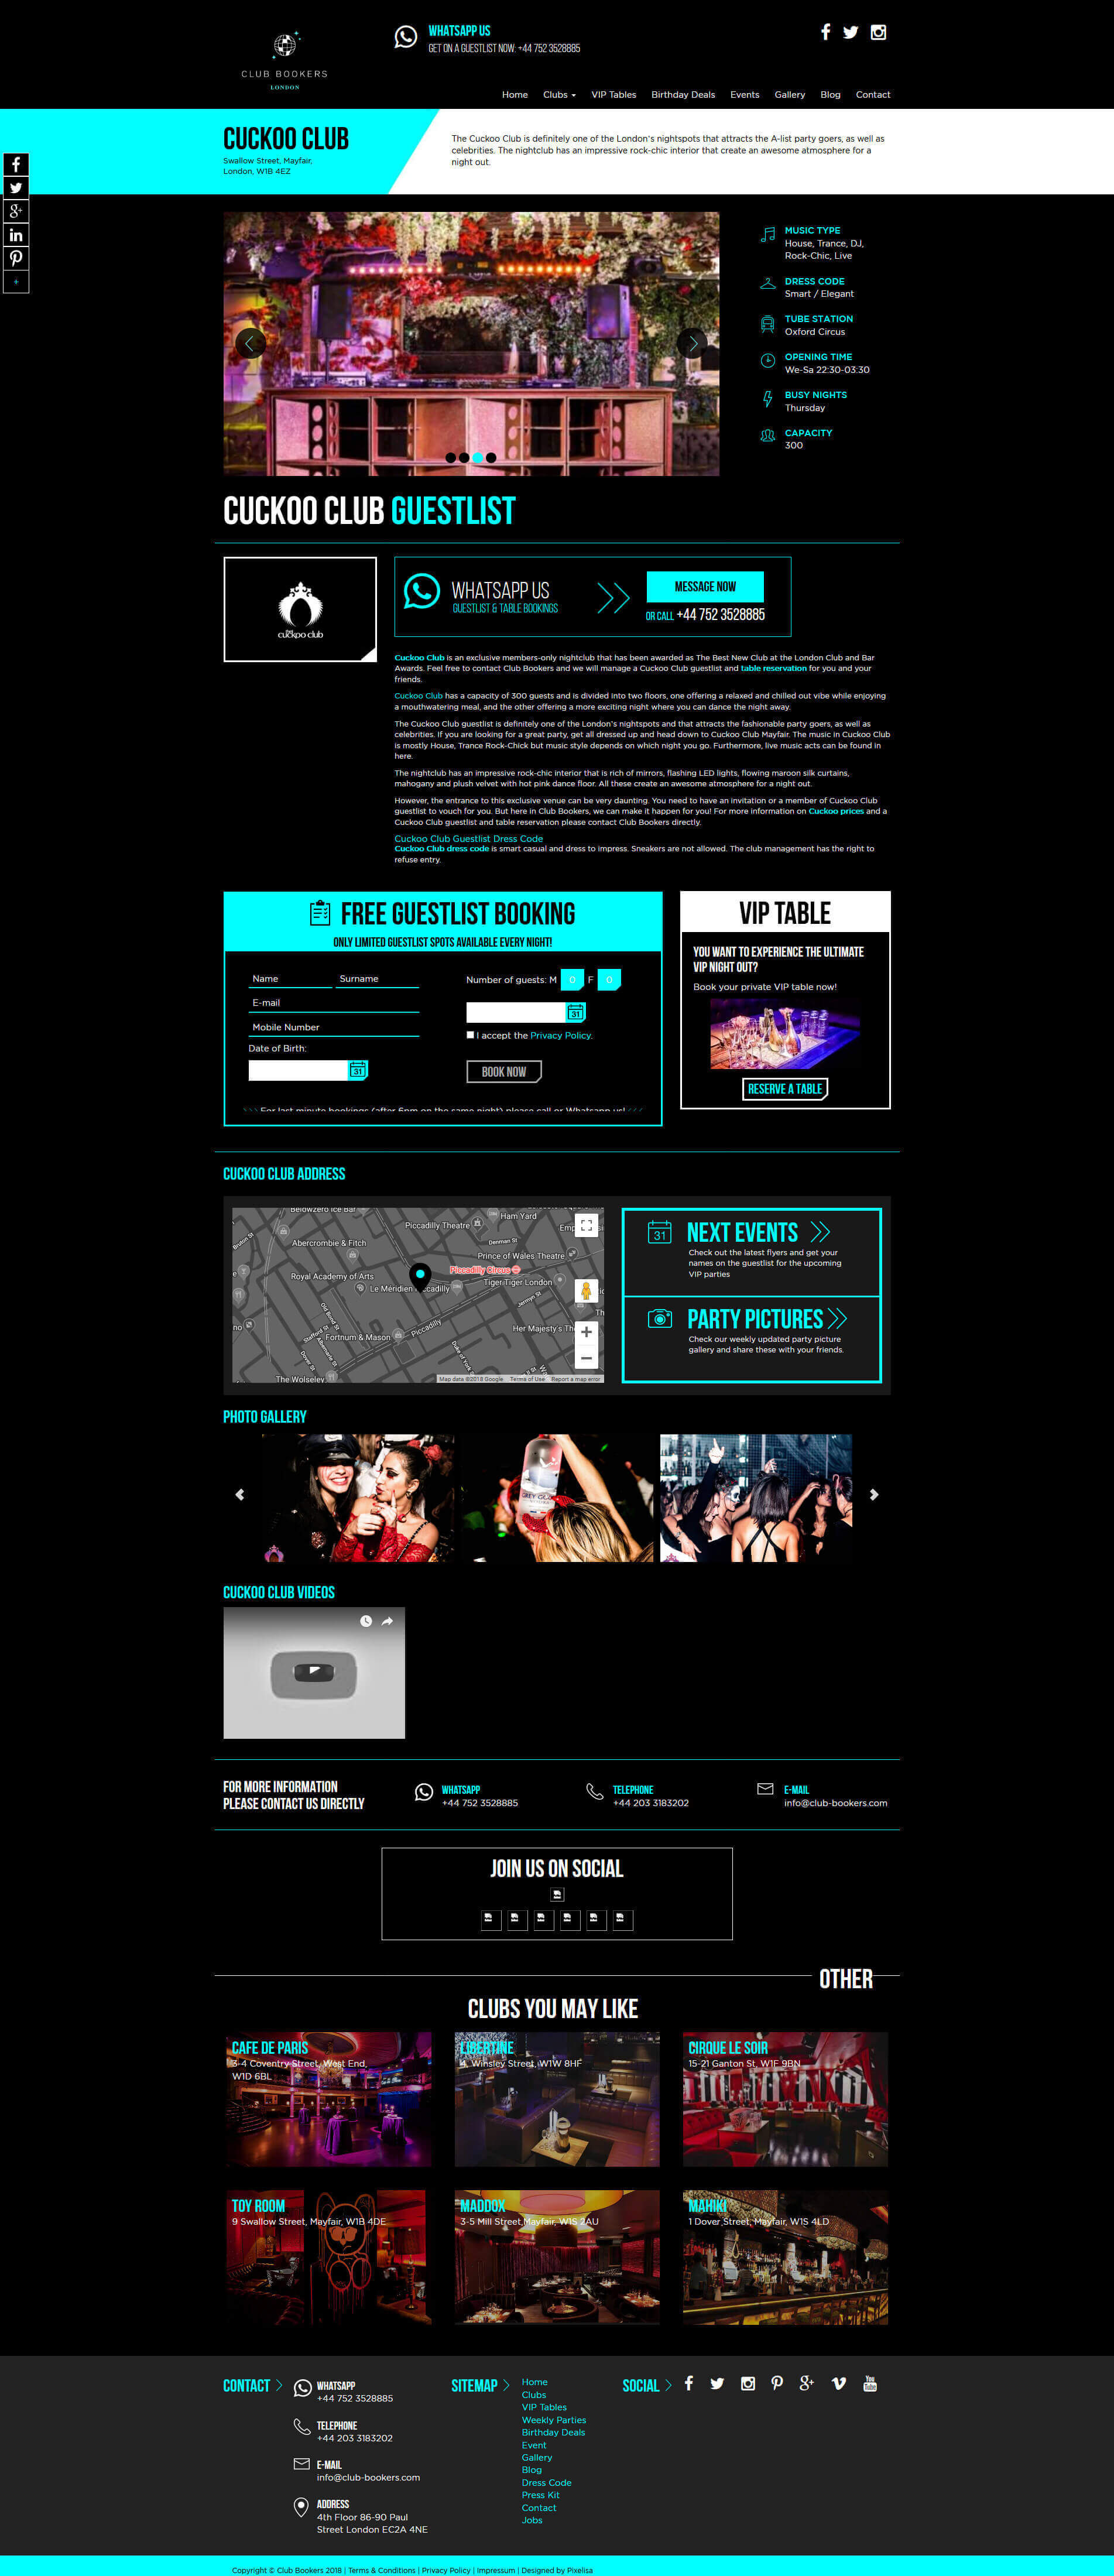 WHATSAPP US
GET ON A GUESTLIST NOW: +44 752 3528885
CLUB BOOKERS
LONDON
Home Clubs VIP Tables Birthday Deals Events Gallery Blog Contact
CUCKOO CLUB
Swallow Street, Mayfair,
London, W1B 4EZ
The Cuckoo Club is definitely one of the London's nightspots that attracts the A-list party goers, as well as
celebrities. The nightclub has an impressive rock-chic interior that create an awesome atmosphere for a
night out.
MUSIC TYPE
House, Trance, DJ,
Rock-Chic, Live
DRESS CODE
Smart / Elegant
TUBE STATION
Oxford Circus
OPENING TIME
We-Sa 22:30-03:30
BUSY NIGHTS
Thursday
CAPACITY
300
CUCKOO CLUB GUESTLIST
the
cuckoo club
WHATSAPP US
GUESTLIST & TABLE BOOKINGS
MESSAGE NOW
OR CALL +44 752 3528885
Cuckoo Club is an exclusive members-only nightclub that has been awarded as The Best New Club at the London Club and Bar
Awards. Feel free to contact Club Bookers and we will manage a Cuckoo Club guestlist and table reservation for you and your
friends.
Cuckoo Club has a capacity of 300 guests and is divided into two floors, one offering a relaxed and chilled out vibe while enjoying
a mouthwatering meal, and the other offering a more exciting night where you can dance the night away.
The Cuckoo Club guestlist is definitely one of the London's nightspots and that attracts the fashionable party goers, as well as
celebrities. If you are looking for a great party, get all dressed up and head down to Cuckoo Club Mayfair. The music in Cuckoo Club
is mostly House, Trance Rock-Chick but music style depends on which night you go. Furthermore, live music acts can be found in
here.
The nightclub has an impressive rock-chic interior that is rich of mirrors, flashing LED lights, flowing maroon silk curtains,
mahogany and plush velvet with hot pink dance floor. All these create an awesome atmosphere for a night out.
However, the entrance to this exclusive venue can be very daunting. You need to have an invitation or a member of Cuckoo Club
guestlist to vouch for you. But here in Club Bookers, we can make it happen for you! For more information on Cuckoo prices and a
Cuckoo Club guestlist and table reservation please contact Club Bookers directly.
Cuckoo Club Guestlist Dress Code
Cuckoo Club dress code is smart casual and dress to impress. Sneakers are not allowed. The club management has the right to
refuse entry.
FREE GUESTLIST BOOKING
ONLY LIMITED GUESTLIST SPOTS AVAILABLE EVERY NIGHT!
Name Surname
E-mail
Mobile Number
Date of Birth:
31
Number of guests: M 0 F 0
31
I accept the Privacy Policy.
BOOK NOW
>>> For last minute bookings (after 6pm on the same night) please call or Whatsapp us! <<<
VIP TABLE
YOU WANT TO EXPERIENCE THE ULTIMATE
VIP NIGHT OUT?
Book your private VIP table now!
RESERVE A TABLE
CUCKOO CLUB ADDRESS
Belowzero Ice Bar
Ham Yard
Piccadilly Theatre
Abercrombie & Fitch
Denman St
Prince of Wales Theatre
Piccadilly Circus
Royal Academy of Arts
Tiger Tiger London
Le Méridien Piccadilly
Jermyn St
Old Bond St
Stafford St
Albemarle St
Dover St
Fortnum & Mason
Piccadilly
Her Majesty's Th
Duke of York St
The Wolseley
Map data ©2018 Google Terms of Use Report a map error
31
NEXT EVENTS
Check out the latest flyers and get your
names on the guestlist for the upcoming
VIP parties
PARTY PICTURES
Check our weekly updated party picture
gallery and share these with your friends.
PHOTO GALLERY
CUCKOO CLUB VIDEOS
FOR MORE INFORMATION
PLEASE CONTACT US DIRECTLY
WHATSAPP
+44 752 3528885
TELEPHONE
+44 203 3183202
E-MAIL
info@club-bookers.com
JOIN US ON SOCIAL
OTHER
CLUBS YOU MAY LIKE
CAFE DE PARIS
3-4 Coventry Street, West End,
W1D 6BL
LIBERTINE
4, Winsley Street, W1W 8HF
CIRQUE LE SOIR
15-21 Ganton St, W1F 9BN
TOY ROOM
9 Swallow Street, Mayfair, W1B 4DE
MADDOX
3-5 Mill Street, Mayfair, W1S 2AU
MAHIKI
1 Dover Street, Mayfair, W1S 4LD
CONTACT
WHATSAPP
+44 752 3528885
TELEPHONE
+44 203 3183202
E-MAIL
info@club-bookers.com
ADDRESS
4th Floor 86-90 Paul
Street London EC2A 4NE
SITEMAP
Home
Clubs
VIP Tables
Weekly Parties
Birthday Deals
Event
Gallery
Blog
Dress Code
Press Kit
Contact
Jobs
SOCIAL
You
Tube
Copyright © Club Bookers 2018 | Terms & Conditions | Privacy Policy | Impressum | Designed by Pixelisa